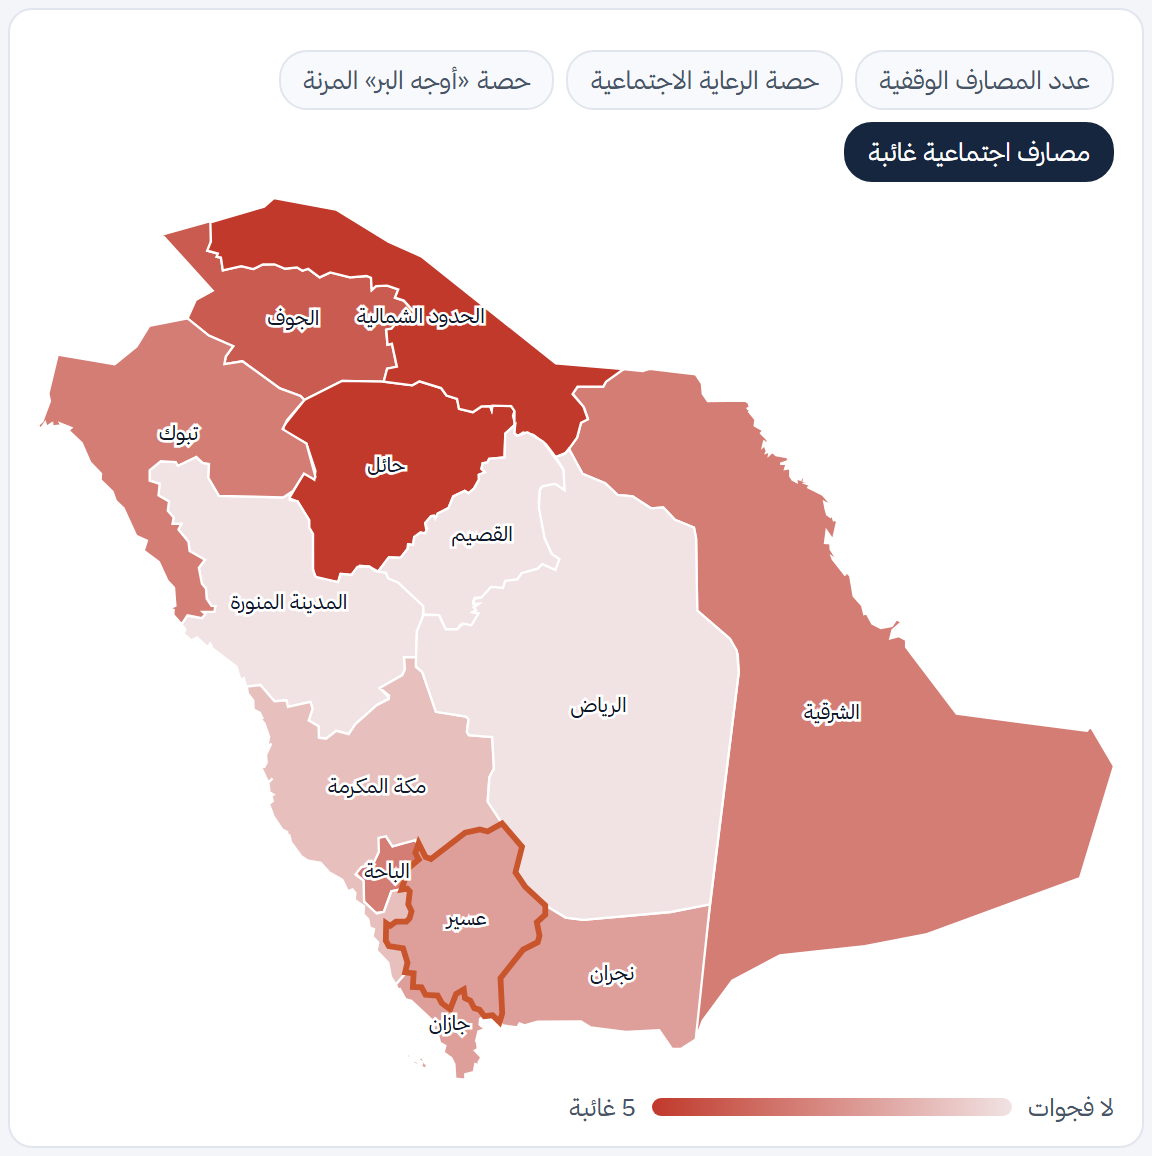 عدد المصارف الوقفية
حصة الرعاية الاجتماعية
حصة «أوجه البر» المرنة
مصارف اجتماعية غائبة
الحدود الشمالية
الجوف
تبوك
حائل
القصيم
المدينة المنورة
الرياض
الشرقية
مكة المكرمة
الباحة
عسير
نجران
جازان
لا فجوات
5 غائبة